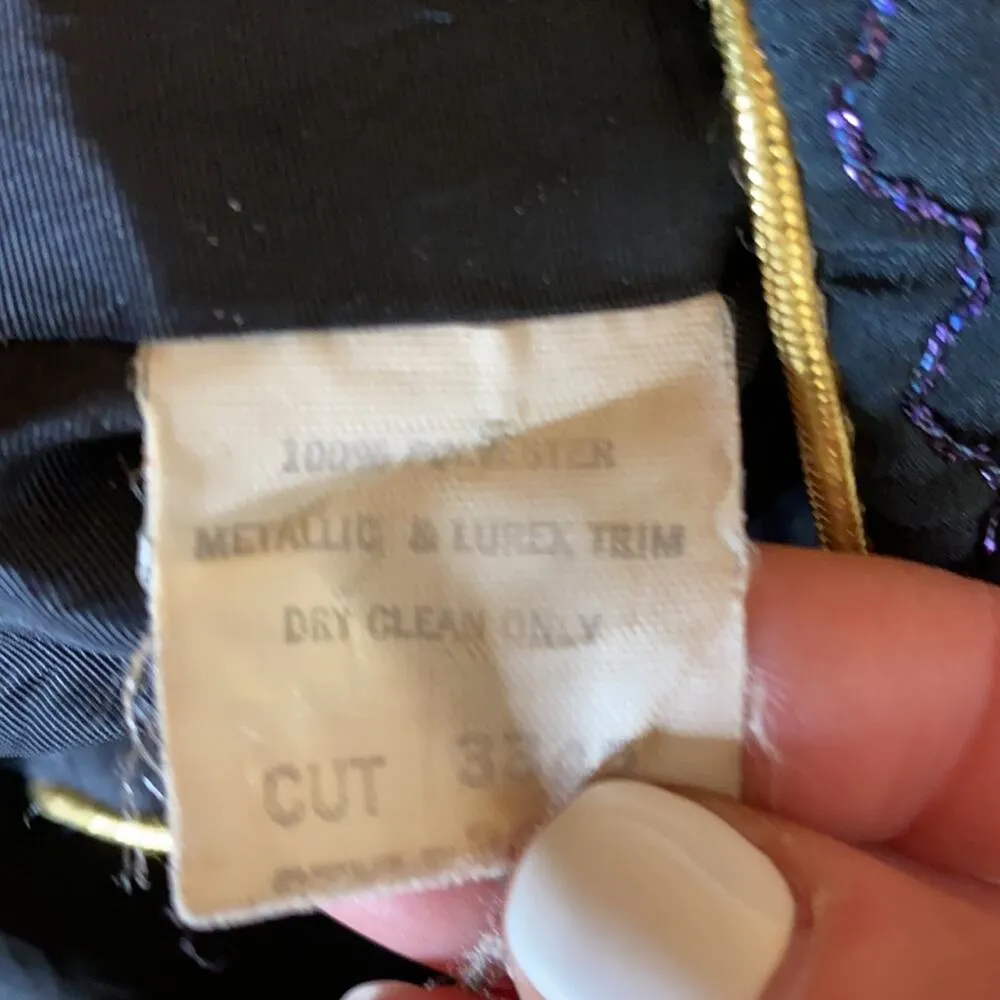 100% POLYESTER
METALLIC & LUREX TRIM
DRY CLEAN ONLY
CUT